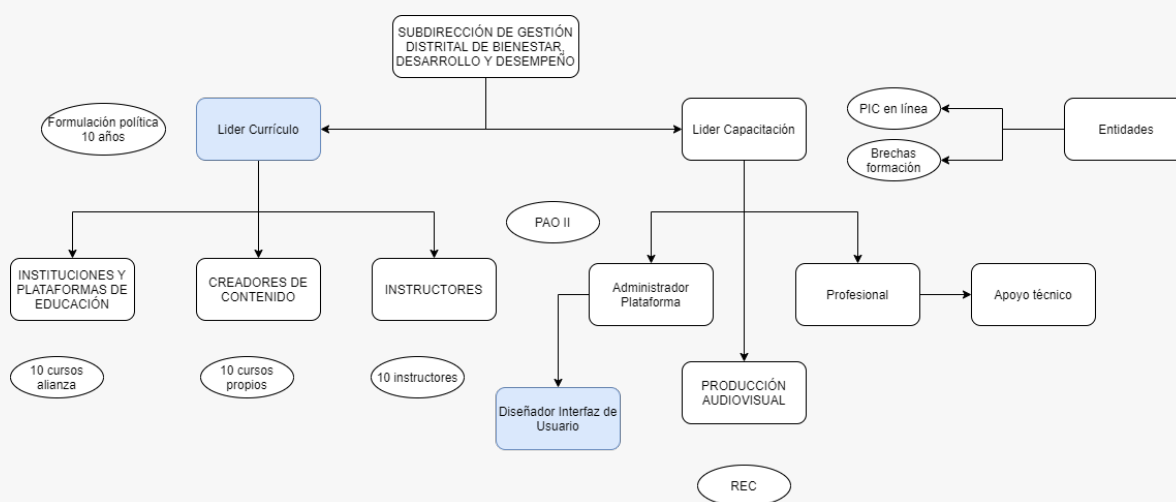 SUBDIRECCIÓN DE GESTIÓN
DISTRITAL DE BIENESTAR,
DESARROLLO Y DESEMPEÑO
Formulación política
10 años
Lider Currículo
Lider Capacitación
PIC en línea
Entidades
Brechas
formación
PAO II
INSTITUCIONES Y
PLATAFORMAS DE
EDUCACIÓN
CREADORES DE
CONTENIDO
INSTRUCTORES
Administrador
Plataforma
Profesional
Apoyo técnico
10 cursos
alianza
10 cursos
propios
10 instructores
PRODUCCIÓN
AUDIOVISUAL
Diseñador Interfaz de
Usuario
REC